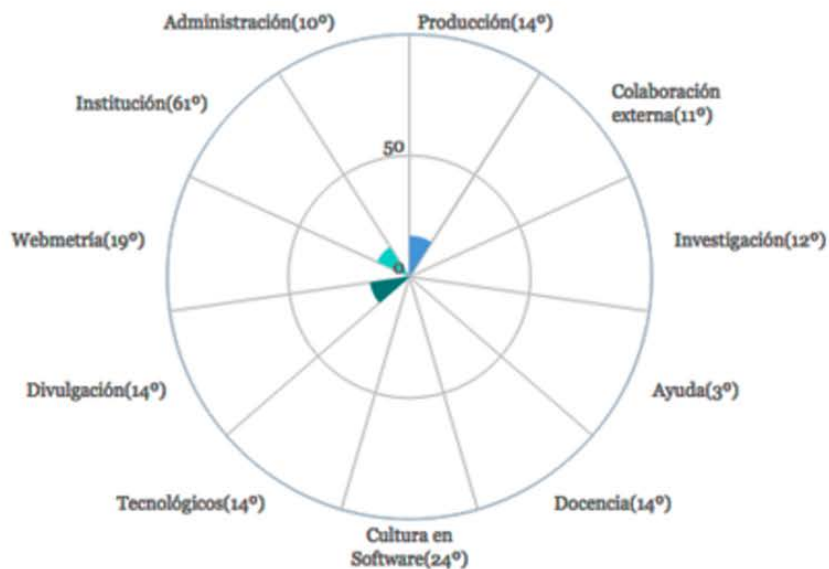 Administración(10º)
Producción(14º)
Colaboración
externa(11º)
Institución(61º)
50
Webmetría(19º)
Investigación(12º)
0
Divulgación(14º)
Ayuda(3º)
Tecnológicos(14º)
Docencia(14º)
Cultura en
Software(24º)